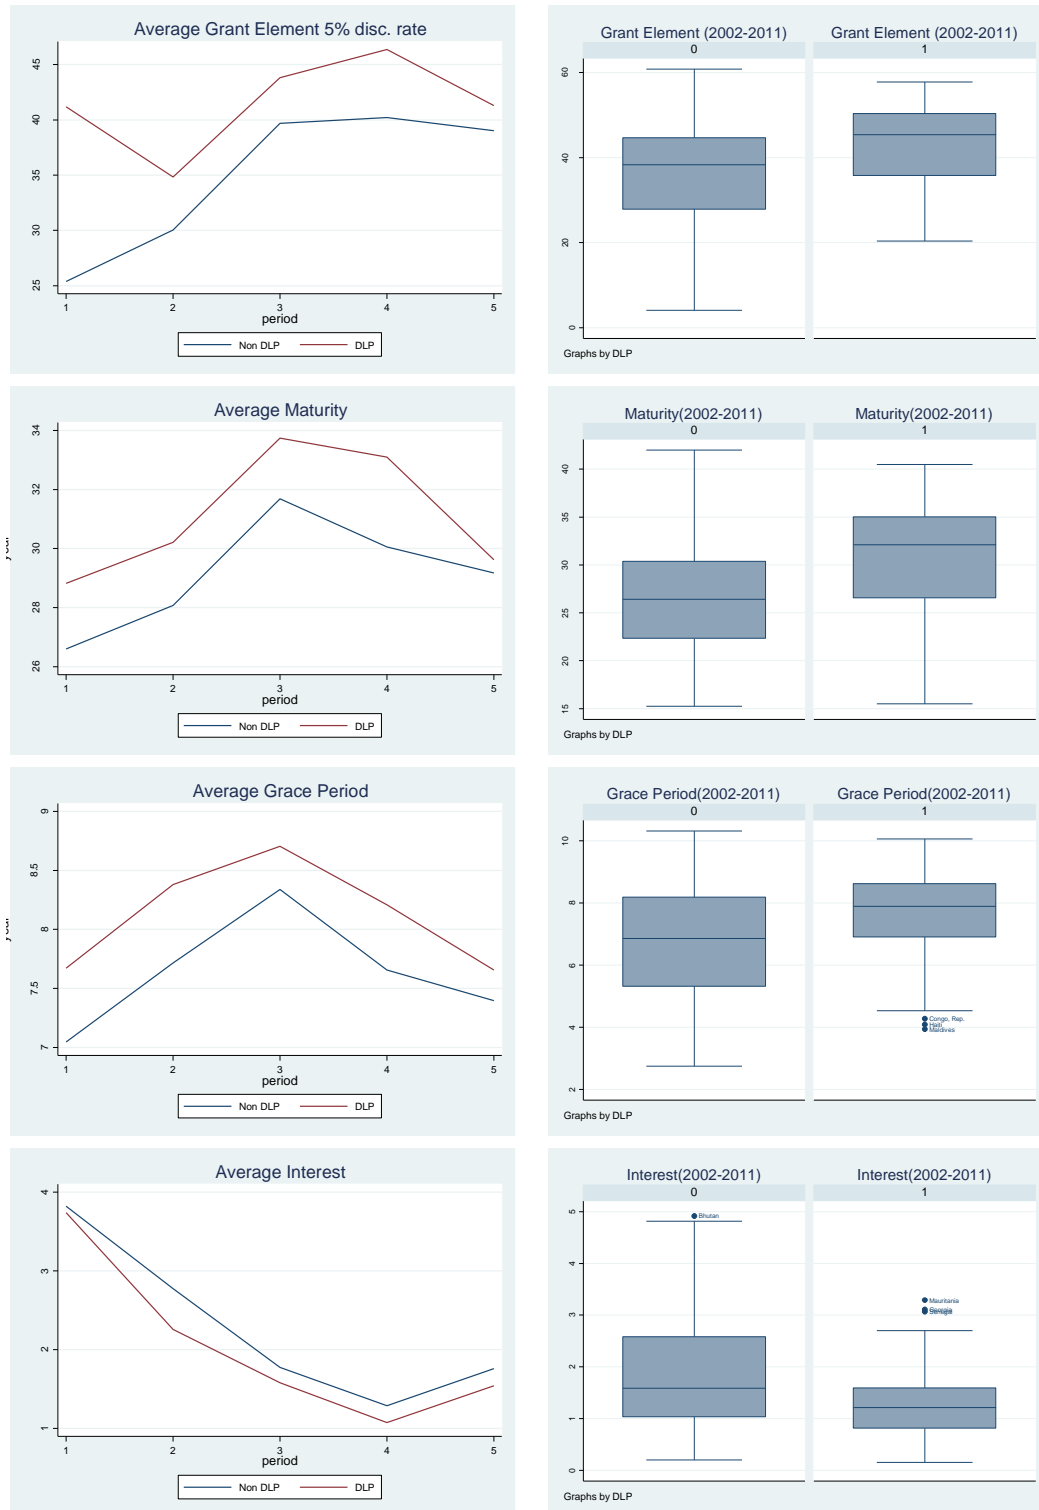 Average Grant Element 5% disc. rate
45
40
35
30
25
1 2 3 4 5
period
Non DLP DLP
Grant Element (2002-2011) Grant Element (2002-2011)
0 1
60
40
20
0
Graphs by DLP
Average Maturity
34
32
30
28
26
1 2 3 4 5
period
Non DLP DLP
Maturity(2002-2011) Maturity(2002-2011)
0 1
40
35
30
25
20
15
Graphs by DLP
Average Grace Period
9
8.5
8
7.5
7
1 2 3 4 5
period
Non DLP DLP
Grace Period(2002-2011) Grace Period(2002-2011)
0 1
10
8
6
4
2
Congo, Rep.
Haiti
Maldives
Graphs by DLP
Average Interest
4
3
2
1
1 2 3 4 5
period
Non DLP DLP
Interest(2002-2011) Interest(2002-2011)
0 1
5
4
3
2
1
0
Bhutan
Mauritania
Graphs by DLP